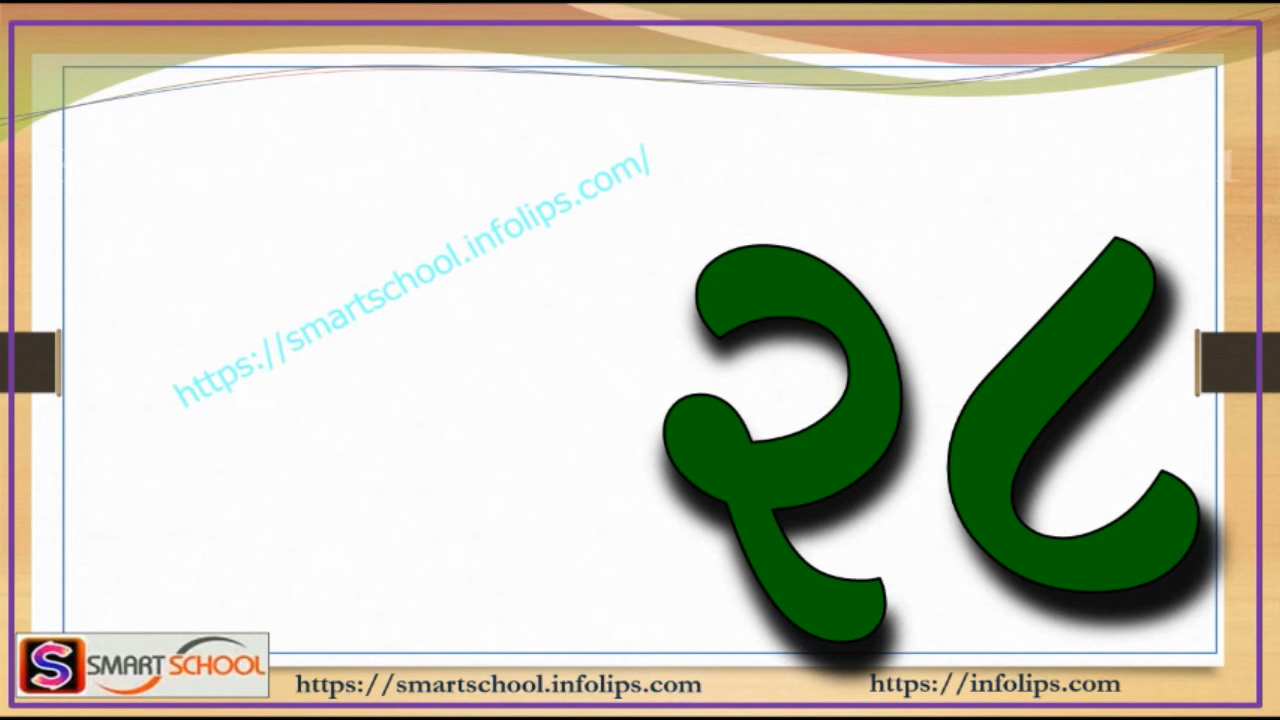 https://smartschool.infolips.com/
૨૮
SMART SCHOOL
https://smartschool.infolips.com
https://infolips.com